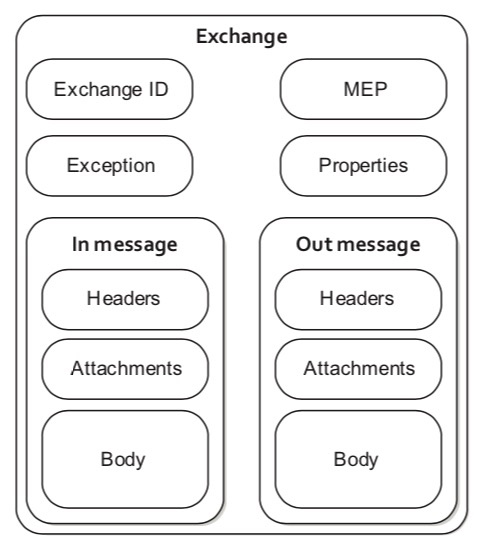 Exchange
Exchange ID
MEP
Exception
Properties
In message
Headers
Attachments
Body
Out message
Headers
Attachments
Body